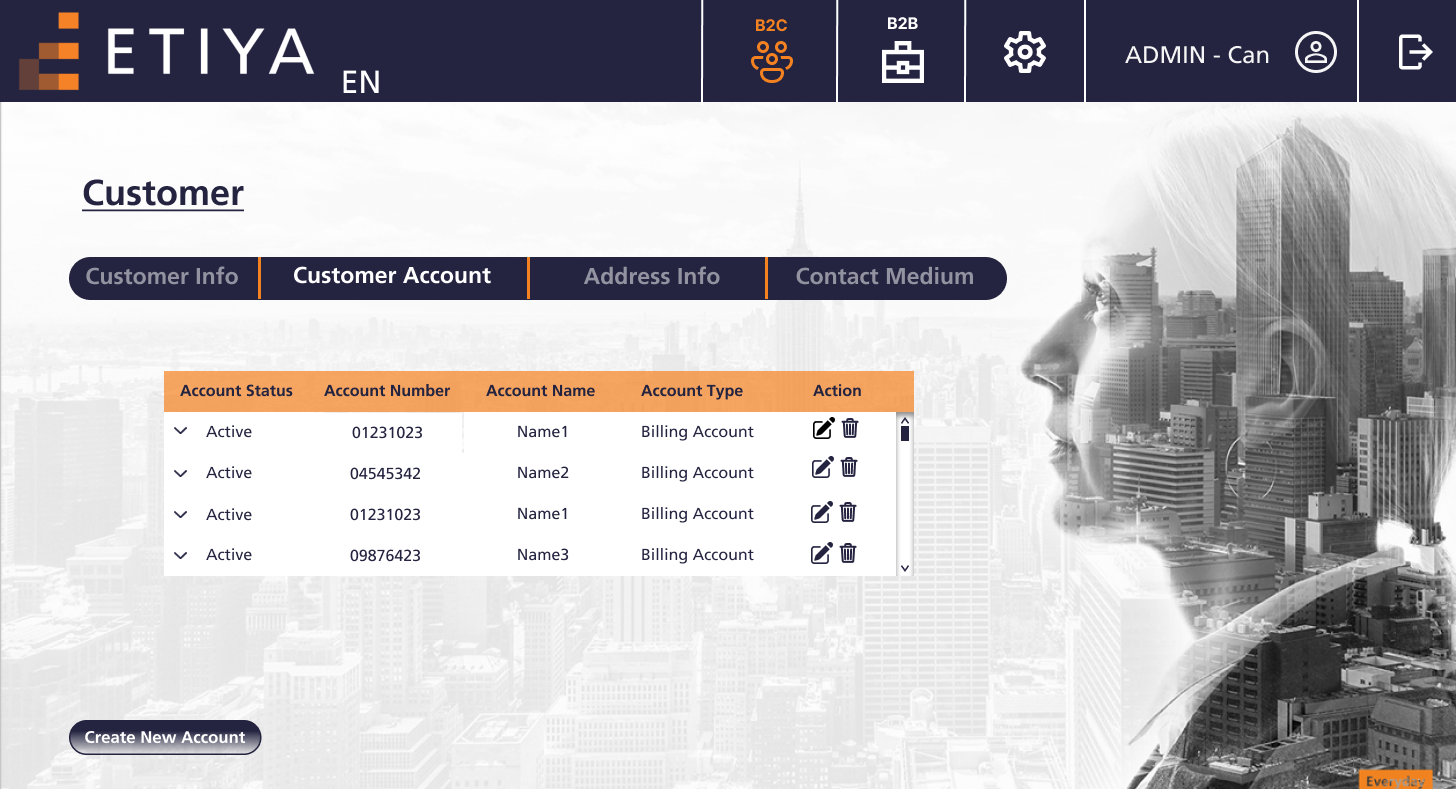 ETIYA
EN
B2C
B2B
ADMIN - Can
Customer
Customer Info
Customer Account
Address Info
Contact Medium
Account Status Account Number Account Name Account Type Action
Active 01231023 Name1 Billing Account
Active 04545342 Name2 Billing Account
Active 01231023 Name1 Billing Account
Active 09876423 Name3 Billing Account
Create New Account
Everyday